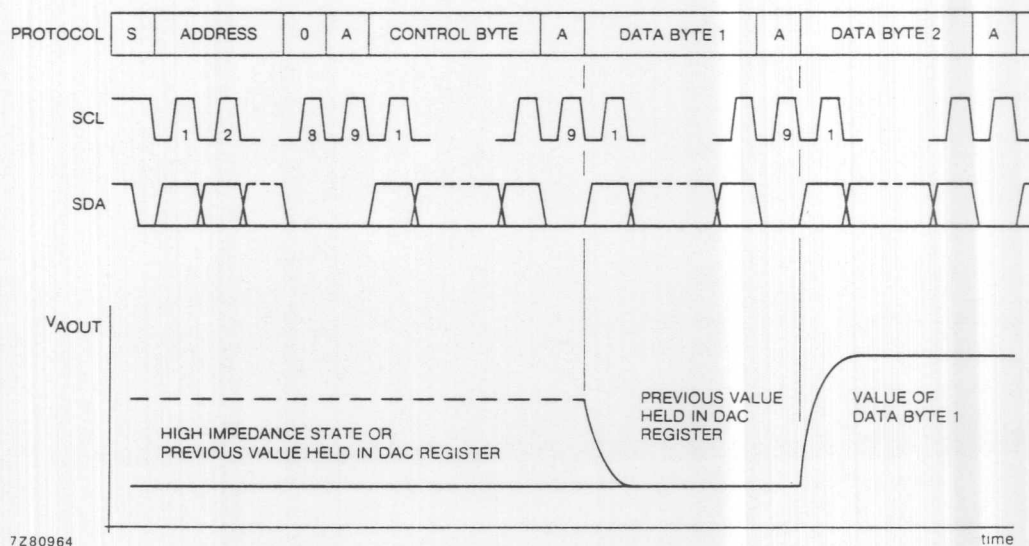 PROTOCOL S ADDRESS 0 A CONTROL BYTE A DATA BYTE 1 A DATA BYTE 2 A
SCL
1 2 8 9 1 9 1 9 1
SDA
VAOUT
HIGH IMPEDANCE STATE OR
PREVIOUS VALUE HELD IN DAC REGISTER
PREVIOUS VALUE
HELD IN DAC
REGISTER
VALUE OF
DATA BYTE 1
7Z80964
time